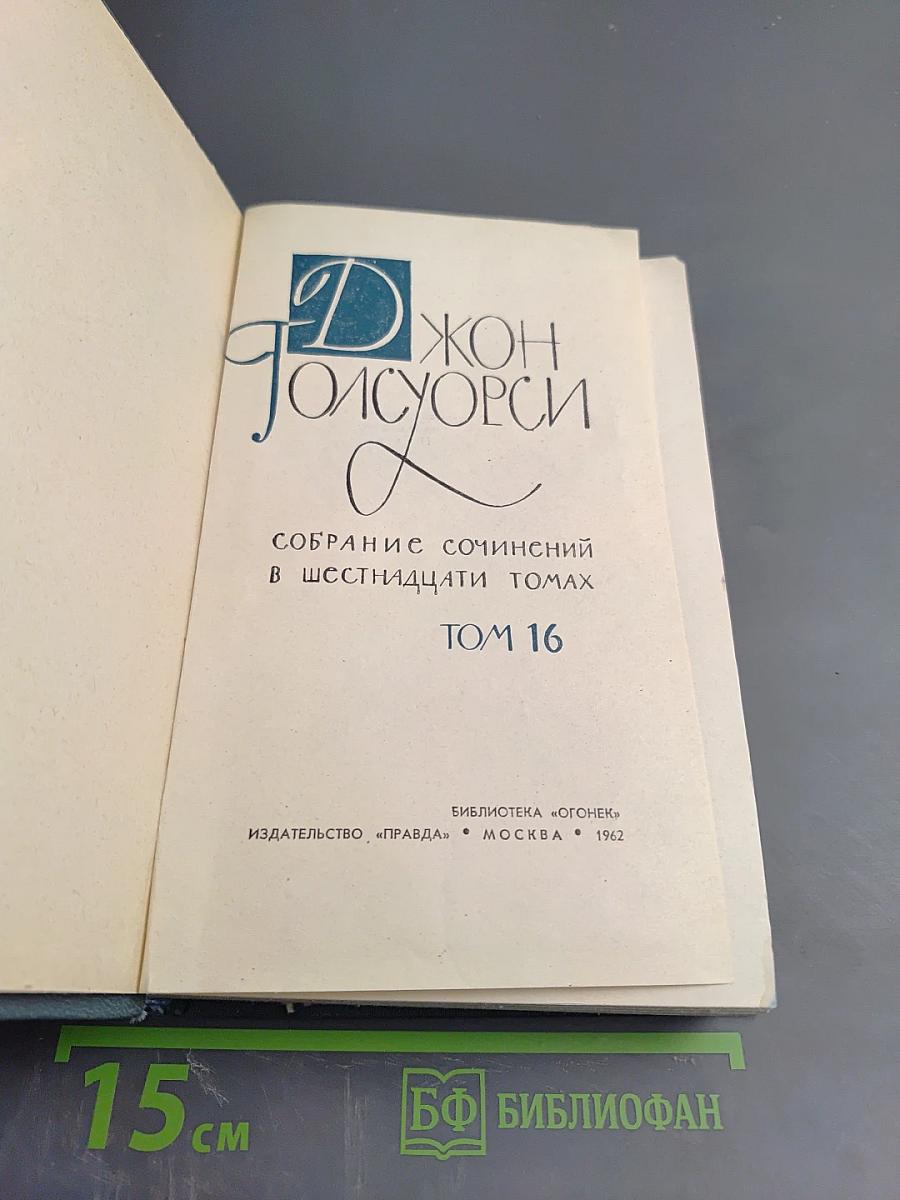 ДЖОН
ГОЛСУОРСИ
СОБРАНИЕ СОЧИНЕНИЙ
В ШЕСТНАДЦАТИ ТОМАХ
ТОМ 16
БИБЛИОТЕКА «ОГОНЕК»
ИЗДАТЕЛЬСТВО «ПРАВДА» • МОСКВА • 1962
15 см
БФ БИБЛИОФАН